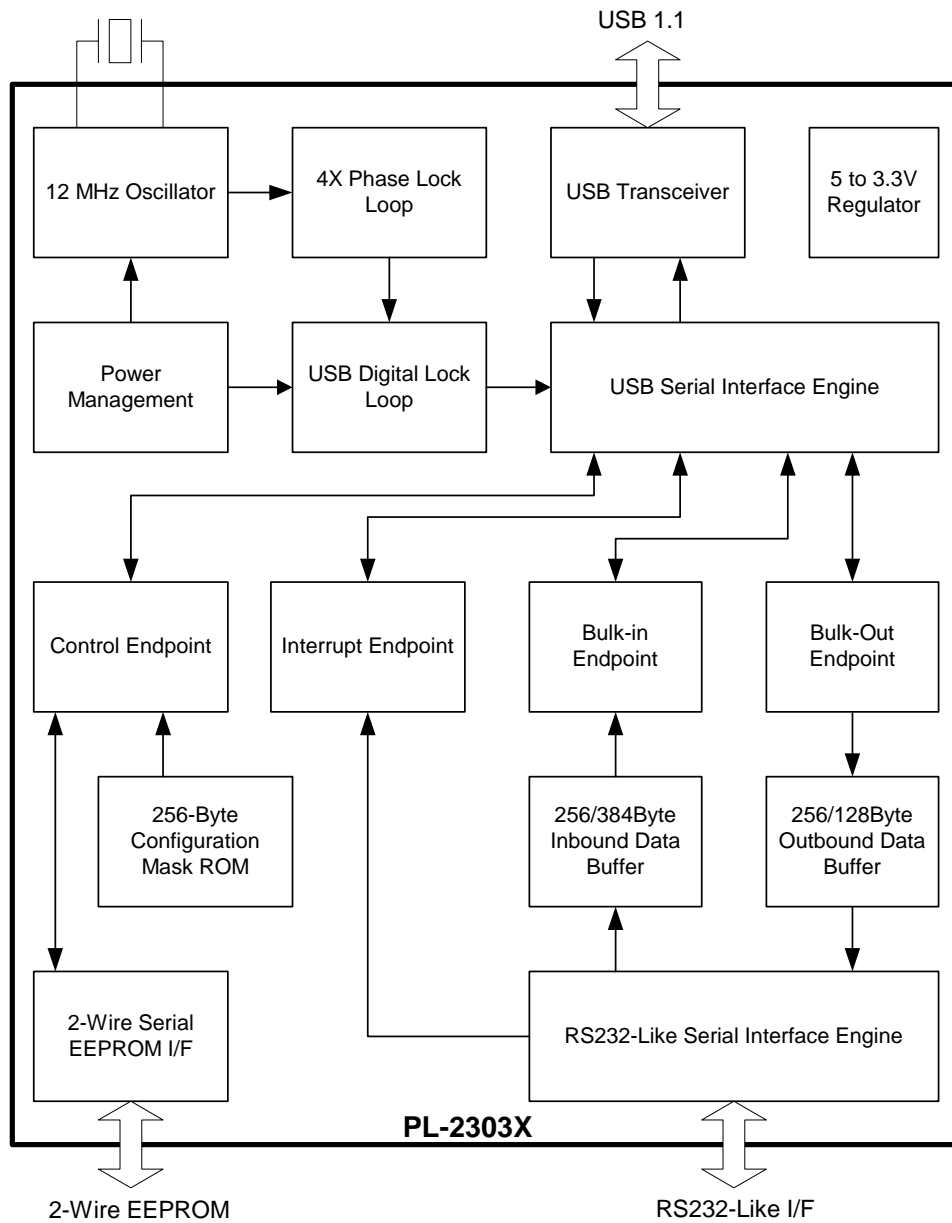 USB 1.1
12 MHz Oscillator
4X Phase Lock
Loop
USB Transceiver
5 to 3.3V
Regulator
Power
Management
USB Digital Lock
Loop
USB Serial Interface Engine
Control Endpoint
Interrupt Endpoint
Bulk-in
Endpoint
Bulk-Out
Endpoint
256-Byte
Configuration
Mask ROM
256/384Byte
Inbound Data
Buffer
256/128Byte
Outbound Data
Buffer
2-Wire Serial
EEPROM I/F
RS232-Like Serial Interface Engine
PL-2303X
2-Wire EEPROM
RS232-Like I/F